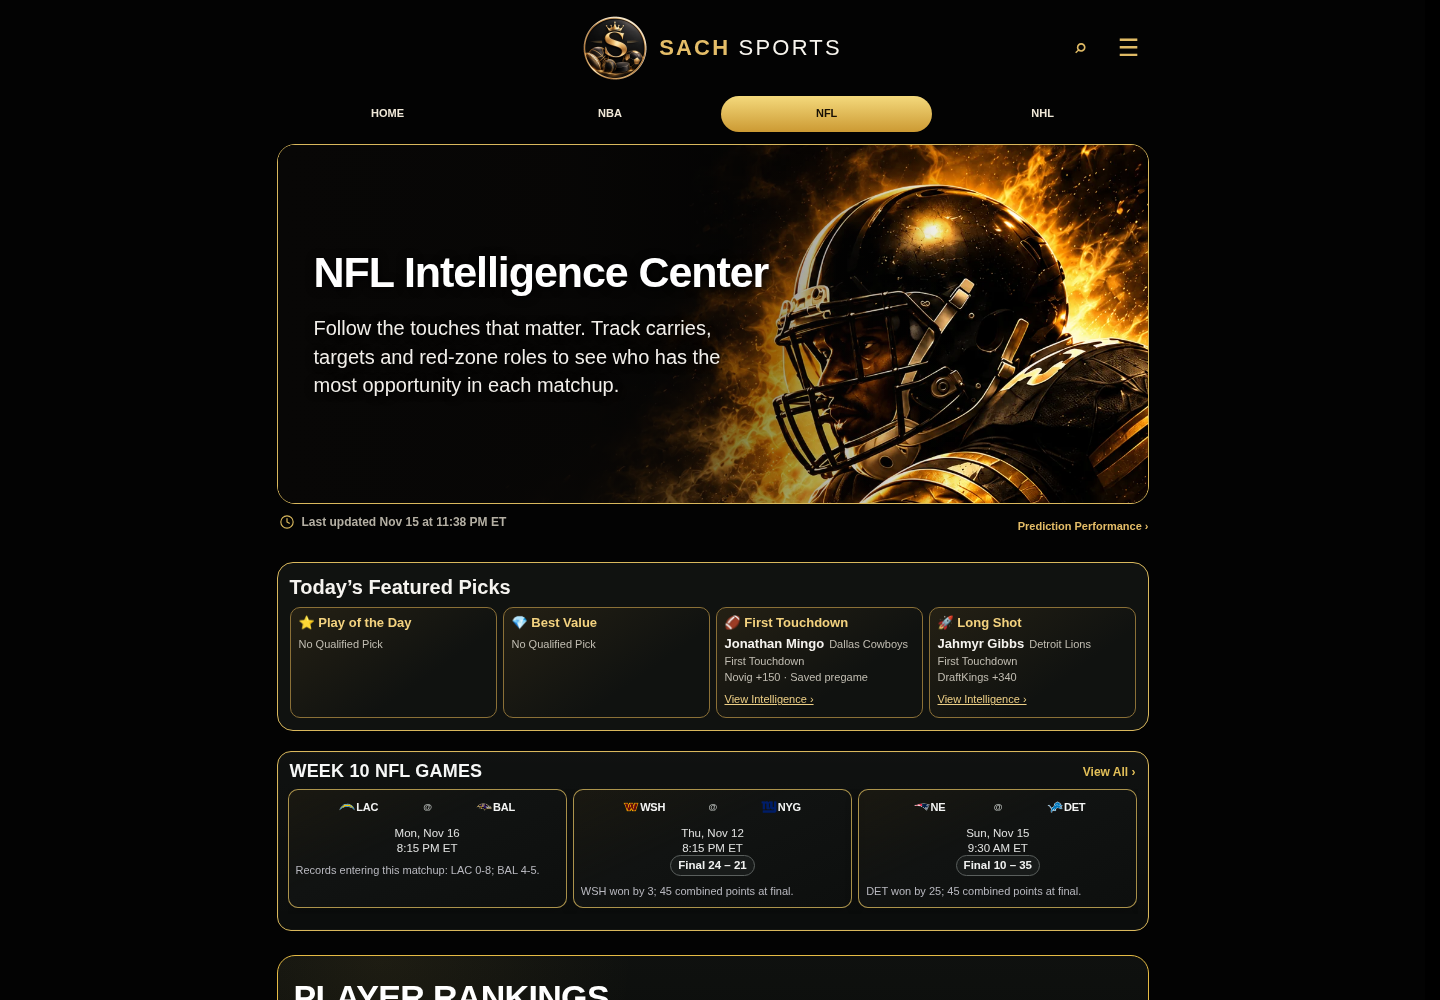 S
SACH SPORTS
HOME
NBA
NFL
NHL
NFL Intelligence Center
Follow the touches that matter. Track carries,
targets and red-zone roles to see who has the
most opportunity in each matchup.
Last updated Nov 15 at 11:38 PM ET
Prediction Performance ›
Today’s Featured Picks
⭐ Play of the Day
No Qualified Pick
💎 Best Value
No Qualified Pick
🏈 First Touchdown
Jonathan Mingo Dallas Cowboys
First Touchdown
Novig +150 · Saved pregame
View Intelligence ›
🚀 Long Shot
Jahmyr Gibbs Detroit Lions
First Touchdown
DraftKings +340
View Intelligence ›
WEEK 10 NFL GAMES
View All ›
LAC @ BAL
Mon, Nov 16
8:15 PM ET
Records entering this matchup: LAC 0-8; BAL 4-5.
WSH @ NYG
Thu, Nov 12
8:15 PM ET
Final 24 – 21
WSH won by 3; 45 combined points at final.
NE @ DET
Sun, Nov 15
9:30 AM ET
Final 10 – 35
DET won by 25; 45 combined points at final.
PLAYER RANKINGS